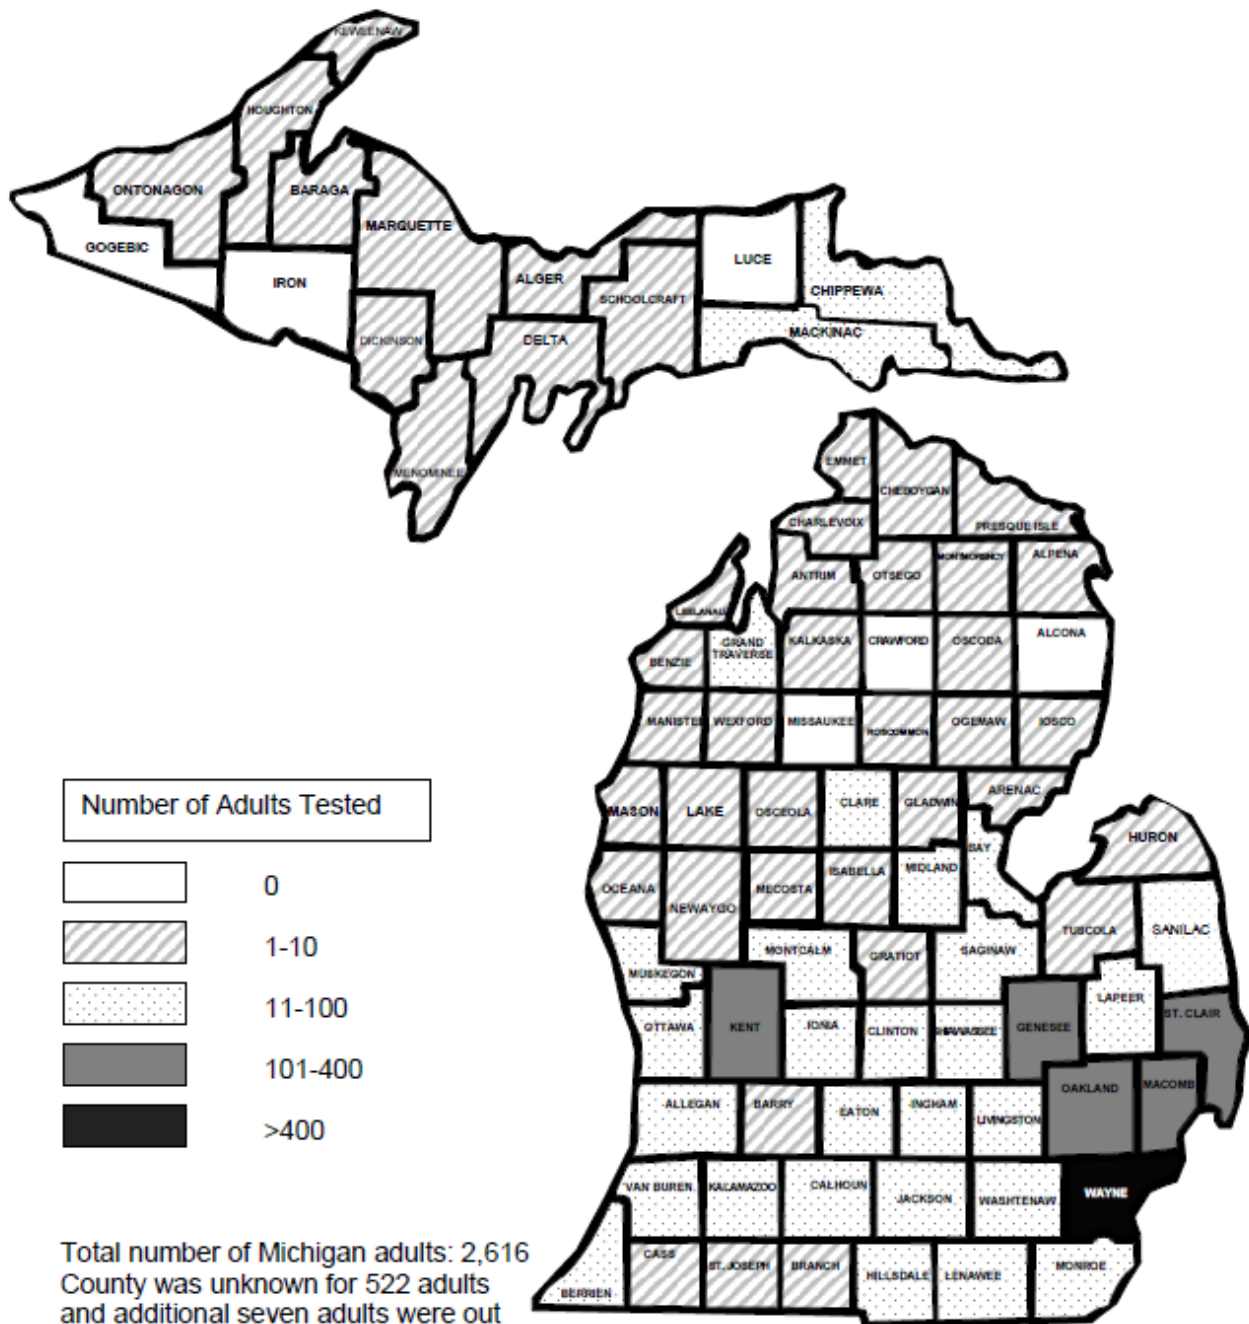 KEWEENAW
HOUGHTON
ONTONAGON
BARAGA
MARQUETTE
GOGEBIC
IRON
ALGER
LUCE
SCHOOLCRAFT
CHIPPEWA
MACKINAC
DICKINSON
DELTA
MENOMINEE
EMMET
CHEBOYGAN
PRESQUE ISLE
CHARLEVOIX
ANTRIM
OTSEGO
MONTMORENCY
ALPENA
LEELANAU
GRAND
TRAVERSE
KALKASKA
CRAWFORD
OSCODA
ALCONA
BENZIE
MANISTEE
WEXFORD
MISSAUKEE
ROSCOMMON
OGEMAW
IOSCO
MASON
LAKE
OSCEOLA
CLARE
GLADWIN
ARENAC
HURON
BAY
OCEANA
NEWAYGO
MECOSTA
ISABELLA
MIDLAND
TUSCOLA
SANILAC
MUSKEGON
MONTCALM
GRATIOT
SAGINAW
LAPEER
ST. CLAIR
OTTAWA
KENT
IONIA
CLINTON
SHIAWASSEE
GENESEE
OAKLAND
MACOMB
ALLEGAN
BARRY
EATON
INGHAM
LIVINGSTON
VAN BUREN
KALAMAZOO
CALHOUN
JACKSON
WASHTENAW
WAYNE
BERRIEN
CASS
ST. JOSEPH
BRANCH
HILLSDALE
LENAWEE
MONROE
Number of Adults Tested
0
1-10
11-100
101-400
>400
Total number of Michigan adults: 2,616
County was unknown for 522 adults
and additional seven adults were out